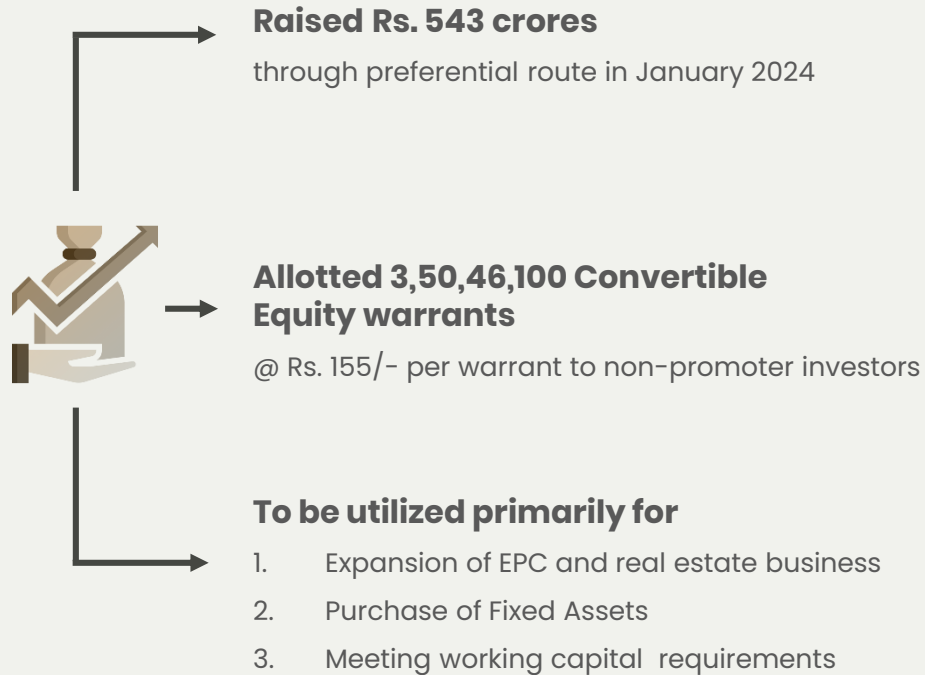 Raised Rs. 543 crores
through preferential route in January 2024
Allotted 3,50,46,100 Convertible
Equity warrants
@ Rs. 155/- per warrant to non-promoter investors
To be utilized primarily for
1. Expansion of EPC and real estate business
2. Purchase of Fixed Assets
3. Meeting working capital requirements